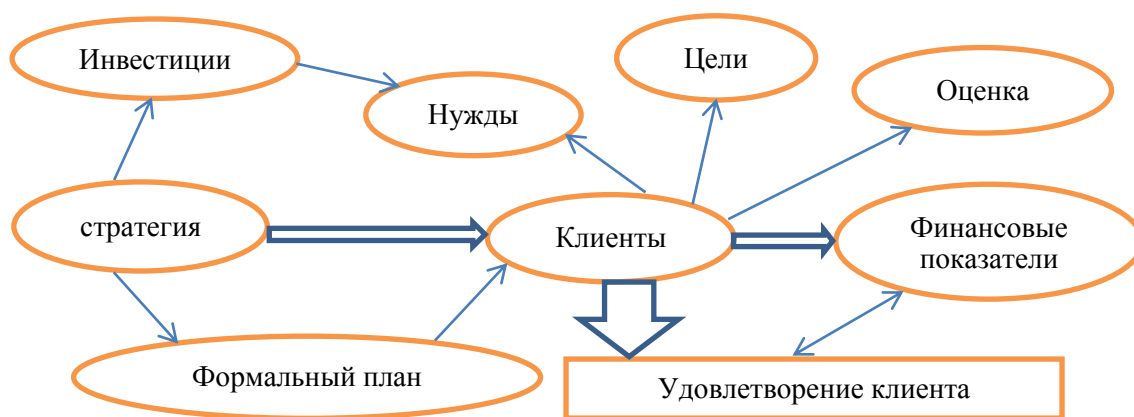 Инвестиции
Цели
Оценка
Нужды
стратегия
Клиенты
Финансовые
показатели
Формальный план
Удовлетворение клиента